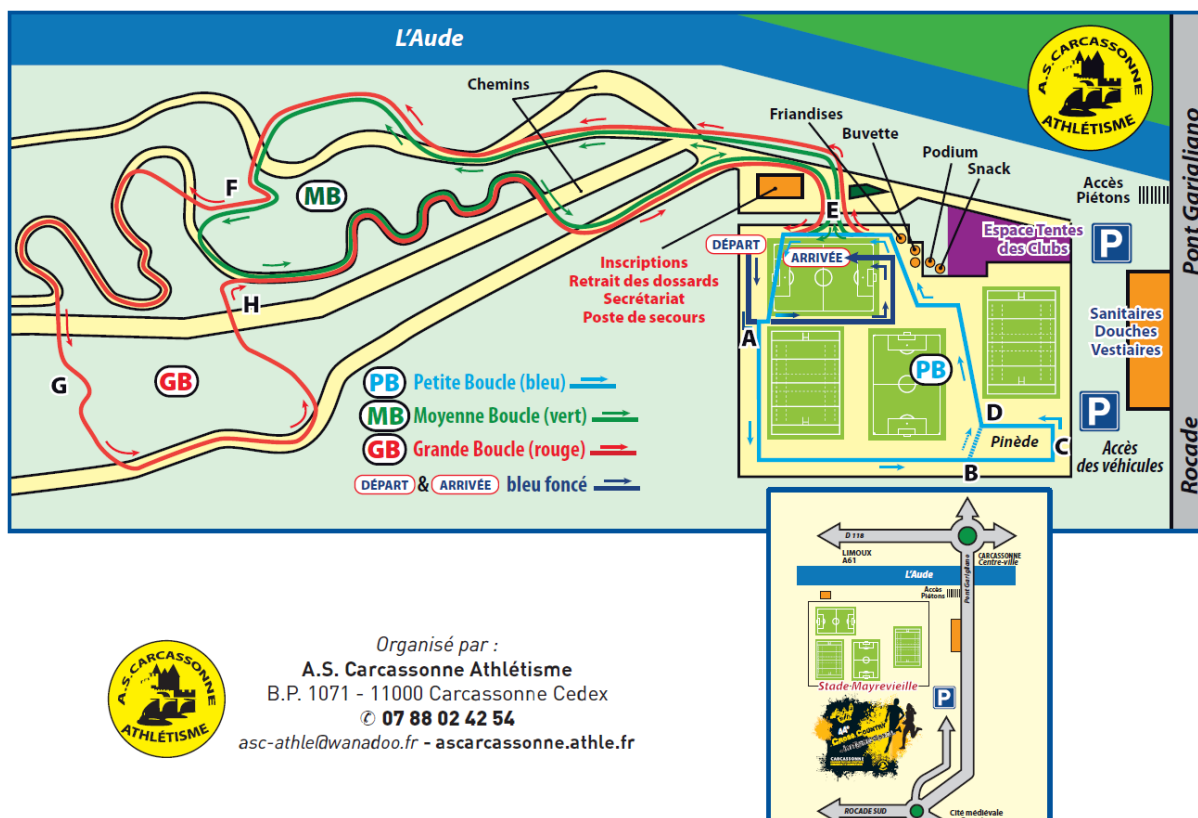 L'Aude
A.S. CARCASSONNE
ATHLÉTISME
Chemins
Friandises
Buvette
Podium
Snack
Accès
Piétons
Pont Garigliano
F
MB
E
P
Espace Tentes
des Clubs
DÉPART
ARRIVÉE
Inscriptions
Retrait des dossards
Secrétariat
Poste de secours
H
A
Sanitaires
Douches
Vestiaires
G
GB
PB
PB Petite Boucle (bleu)
MB Moyenne Boucle (vert)
GB Grande Boucle (rouge)
DÉPART & ARRIVÉE bleu foncé
D
P
Pinède
C
B
Accès
des véhicules
Rocade
D 118
LIMOUX
A61
CARCASSONNE
Centre-ville
L'Aude
Pont Garigliano
Accès
Piétons
Stade Mayrevieille
P
44e
CROSS COUNTRY
CARCASSONNE
ROCADE SUD
Cité médiévale
A.S. CARCASSONNE
ATHLÉTISME
Organisé par :
A.S. Carcassonne Athlétisme
B.P. 1071 - 11000 Carcassonne Cedex
✆ 07 88 02 42 54
asc-athle@wanadoo.fr - ascarcassonne.athle.fr